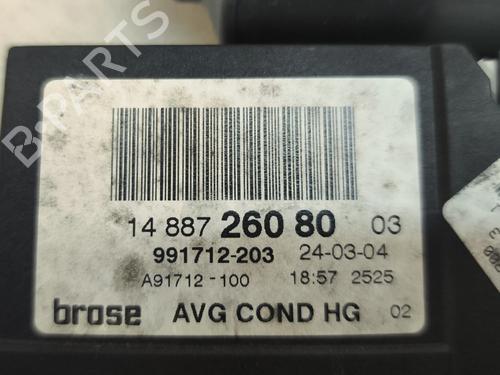 B-PARTS
14 887 260 80 03
991712-203 24-03-04
A91712-100 18:57 2525
brose AVG COND HG 02